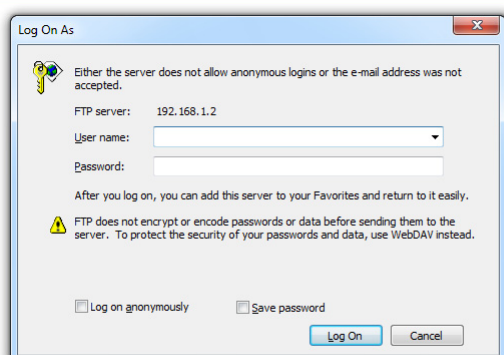 Log On As
Either the server does not allow anonymous logins or the e-mail address was not
accepted.
FTP server: 192.168.1.2
User name:
Password:
After you log on, you can add this server to your Favorites and return to it easily.
FTP does not encrypt or encode passwords or data before sending them to the
server. To protect the security of your passwords and data, use WebDAV instead.
Log on anonymously Save password
Log On Cancel